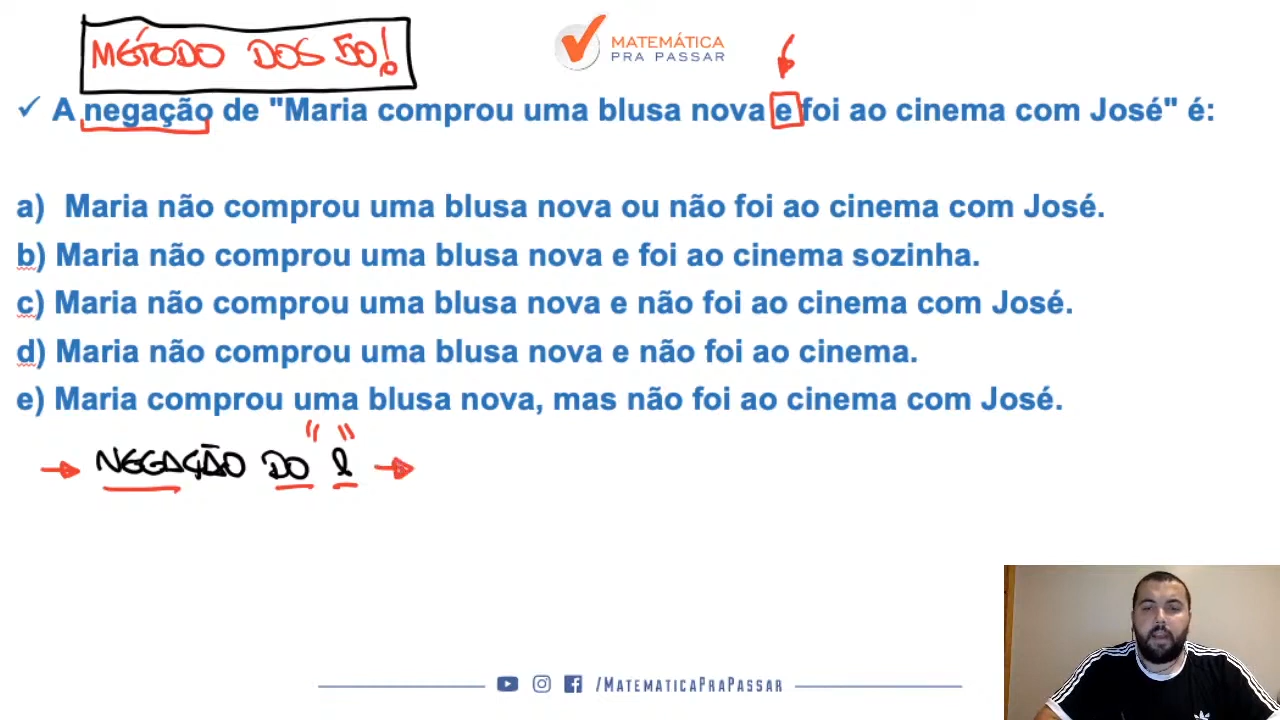 MÉTODO DOS 50!
MATEMÁTICA
PRA PASSAR
✓ A negação de "Maria comprou uma blusa nova e foi ao cinema com José" é:
a) Maria não comprou uma blusa nova ou não foi ao cinema com José.
b) Maria não comprou uma blusa nova e foi ao cinema sozinha.
c) Maria não comprou uma blusa nova e não foi ao cinema com José.
d) Maria não comprou uma blusa nova e não foi ao cinema.
e) Maria comprou uma blusa nova, mas não foi ao cinema com José.
→ NEGAÇÃO DO "e" →
/MATEMATICAPRAPASSAR